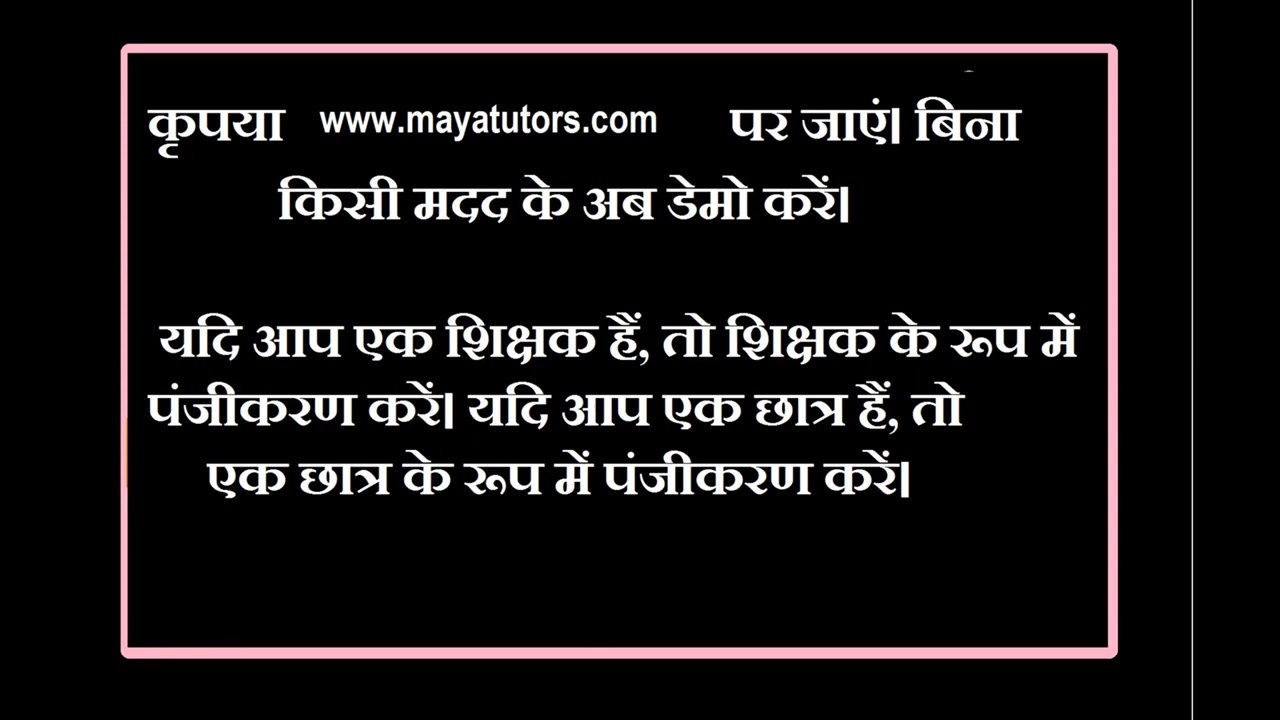 कृपया www.mayatutors.com पर जाएं। बिना
किसी मदद के अब डेमो करें।
यदि आप एक शिक्षक हैं, तो शिक्षक के रूप में
पंजीकरण करें। यदि आप एक छात्र हैं, तो
एक छात्र के रूप में पंजीकरण करें।